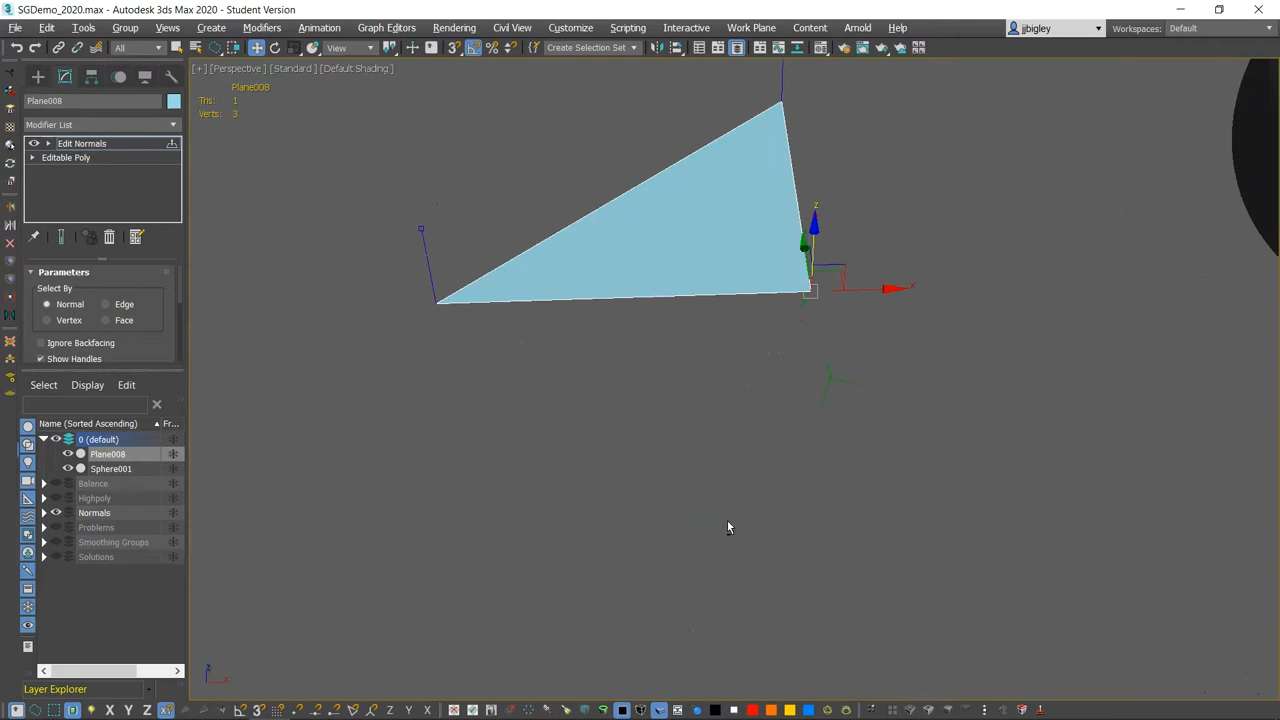 SGDemo_2020.max - Autodesk 3ds Max 2020 - Student Version
File Edit Tools Group Views Create Modifiers Animation Graph Editors Rendering Civil View Customize Scripting Interactive Work Plane Content Arnold Help jjbigley Workspaces: Default
All View 3 Create Selection Set
[+] [Perspective ] [Standard ] [Default Shading ]
Plane008
Tris: 1
Verts: 3
Plane008
Modifier List
Edit Normals
Editable Poly
Parameters
Select By
Normal Edge
Vertex Face
Ignore Backfacing
Show Handles
Select Display Edit
Name (Sorted Ascending) Fr...
0 (default)
Plane008
Sphere001
Balance
Highpoly
Normals
Problems
Smoothing Groups
Solutions
Layer Explorer
z
x
z
x
X Y Z XY